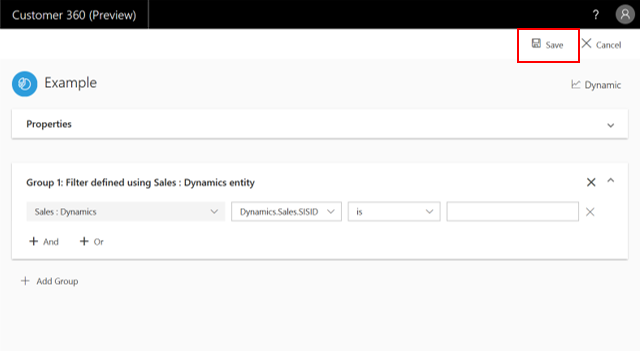 Customer 360 (Preview) ?
Save Cancel
Example Dynamic
Properties
Group 1: Filter defined using Sales : Dynamics entity
Sales : Dynamics Dynamics.Sales.SISID is
And Or
Add Group